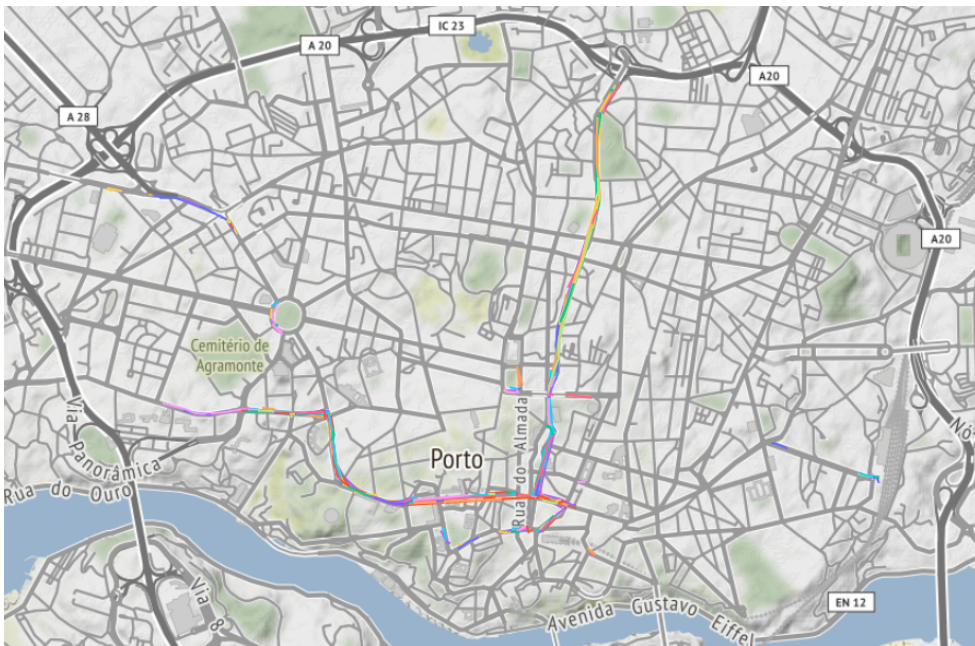 IC 23
A 20
A20
A 28
A20
Cemitério de
Agramonte
Via Panorâmica
Rua do Almada
Porto
Nó
Rua do Ouro
Via 8
EN 12
Avenida Gustavo Eiffel